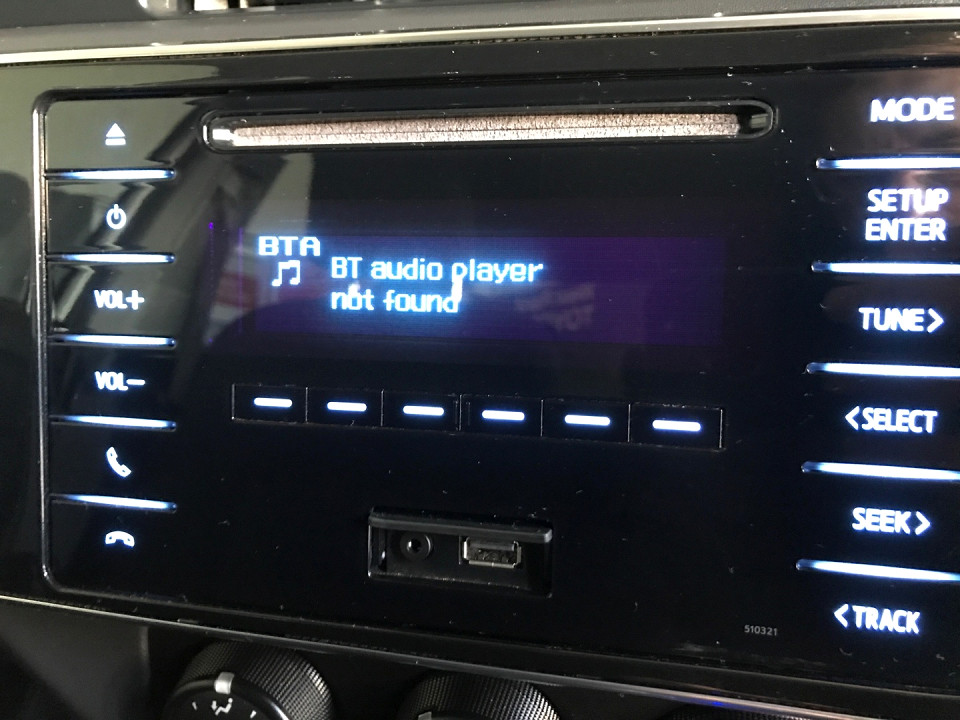 MODE
SETUP
ENTER
BTA
BT audio player
not found
VOL+
TUNE>
VOL−
<SELECT
SEEK>
<TRACK
510321